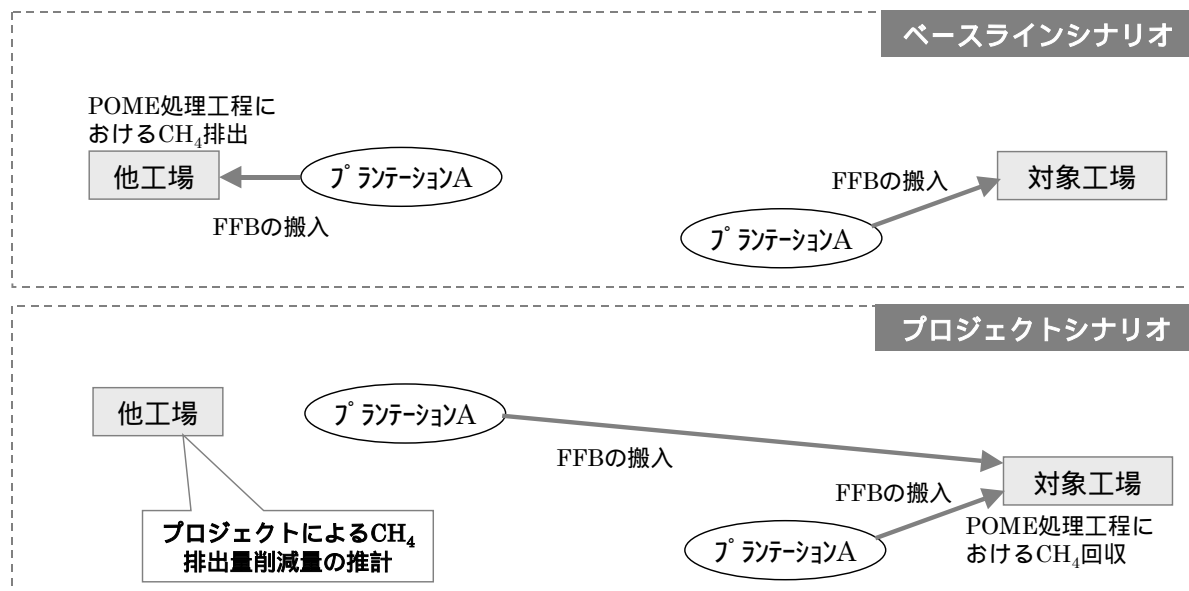 ベースラインシナリオ
POME処理工程に
おけるCH₄排出
他工場
プランテーションA
FFBの搬入
FFBの搬入
対象工場
プランテーションA
プロジェクトシナリオ
他工場
プランテーションA
FFBの搬入
FFBの搬入
対象工場
POME処理工程に
おけるCH₄回収
プランテーションA
プロジェクトによるCH₄
排出量削減量の推計